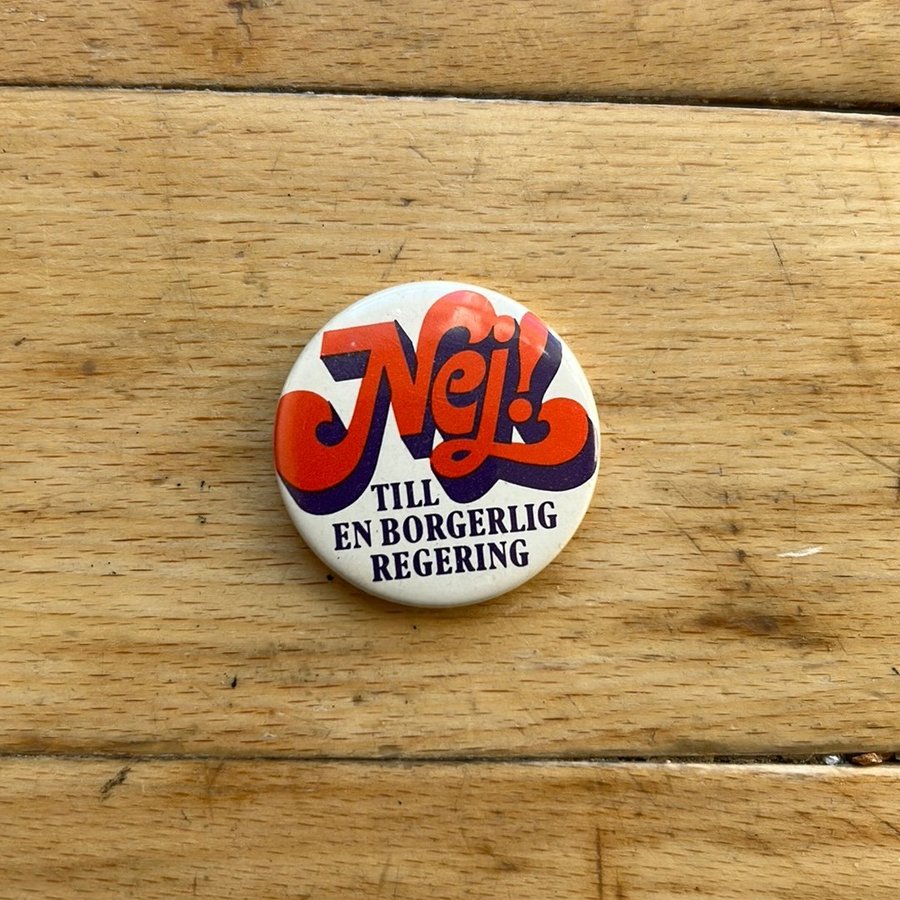 Nej!
TILL
EN BORGERLIG
REGERING